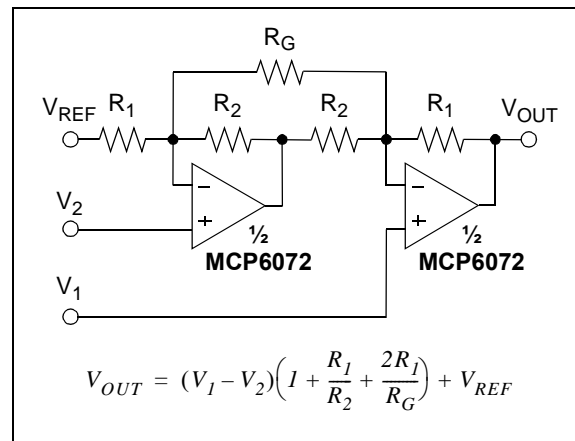 R_G
V_REF R_1 R_2 R_2 R_1 V_OUT
V_2
− + ½ MCP6072
− + ½ MCP6072
V_1
V_OUT = (V_1 − V_2)(1 + R_1/R_2 + 2R_1/R_G) + V_REF